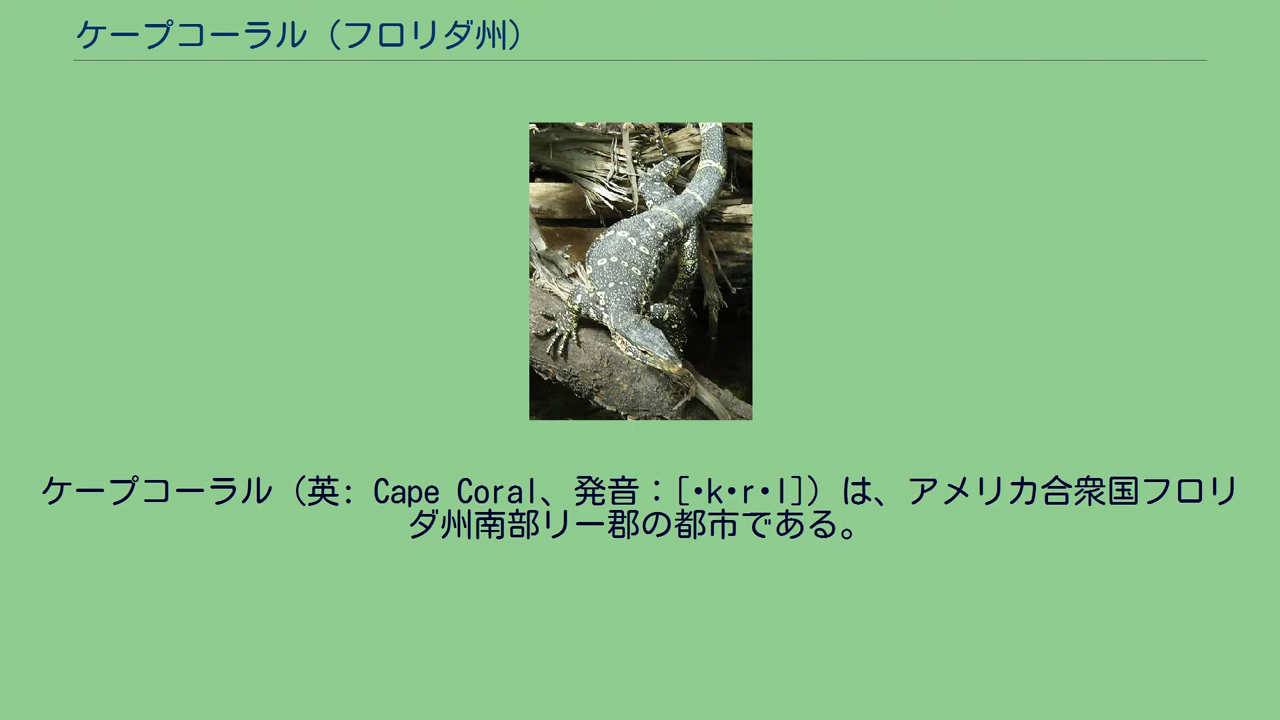 ケープコーラル（フロリダ州）
ケープコーラル（英: Cape Coral、発音：[•k•r•l]）は、アメリカ合衆国フロリ
ダ州南部リー郡の都市である。